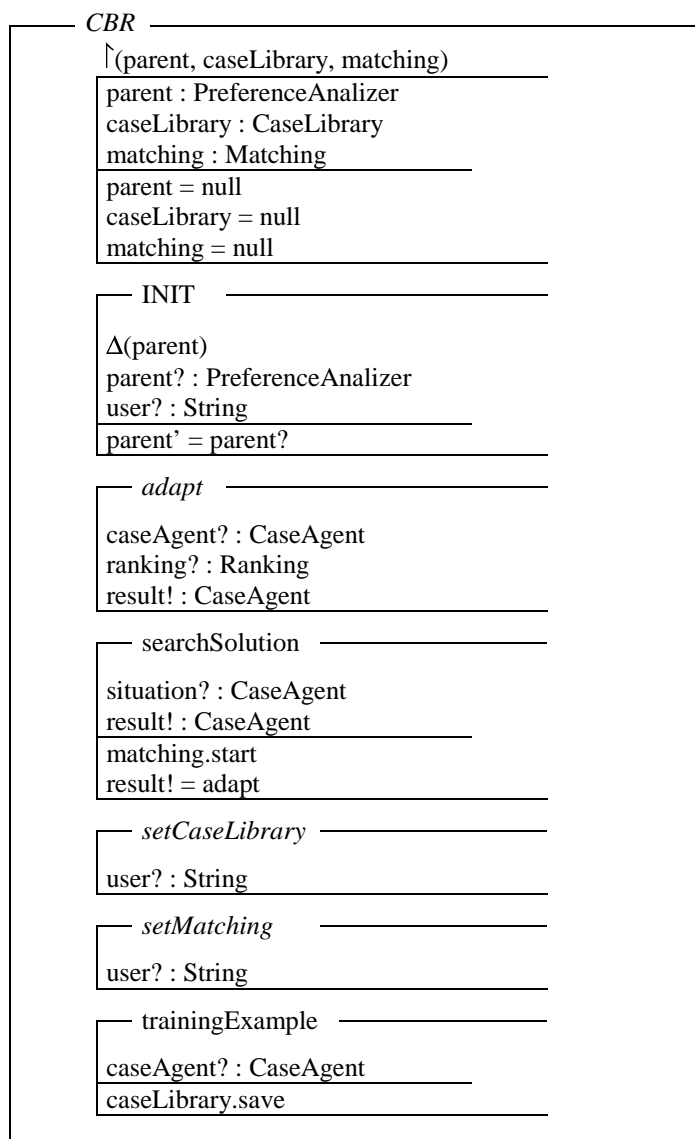 CBR
↾(parent, caseLibrary, matching)
parent : PreferenceAnalizer
caseLibrary : CaseLibrary
matching : Matching
parent = null
caseLibrary = null
matching = null
INIT
Δ(parent)
parent? : PreferenceAnalizer
user? : String
parent’ = parent?
adapt
caseAgent? : CaseAgent
ranking? : Ranking
result! : CaseAgent
searchSolution
situation? : CaseAgent
result! : CaseAgent
matching.start
result! = adapt
setCaseLibrary
user? : String
setMatching
user? : String
trainingExample
caseAgent? : CaseAgent
caseLibrary.save